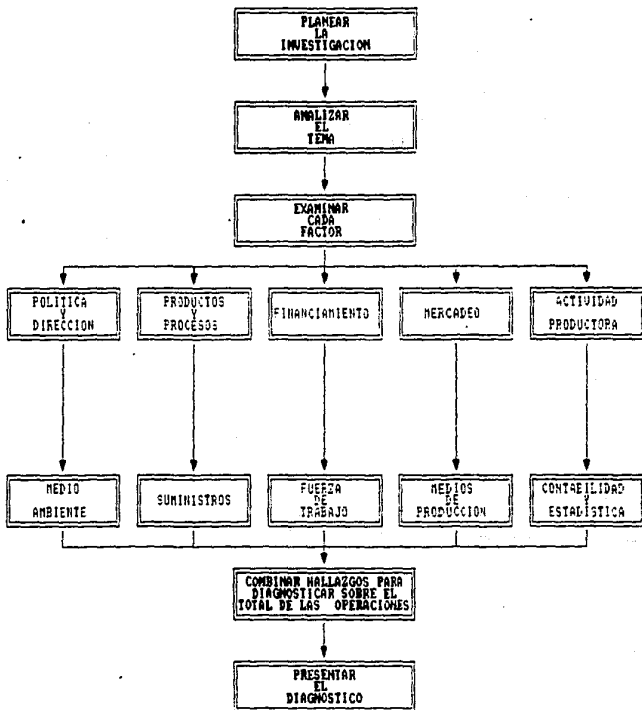 PLANEAR
LA
INVESTIGACION
ANALIZAR
EL
TEMA
EXAMINAR
CADA
FACTOR
POLITICA
Y
DIRECCION
PRODUCTOS
Y
PROCESOS
FINANCIAMIENTO
MERCADEO
ACTIVIDAD
PRODUCTORA
MEDIO
AMBIENTE
SUMINISTROS
FUERZA
DE
TRABAJO
MEDIOS
DE
PRODUCCION
CONTABILIDAD
Y
ESTADÍSTICA
COMBINAR HALLAZGOS PARA
DIAGNOSTICAR SOBRE EL
TOTAL DE LAS OPERACIONES
PRESENTAR
EL
DIAGNOSTICO